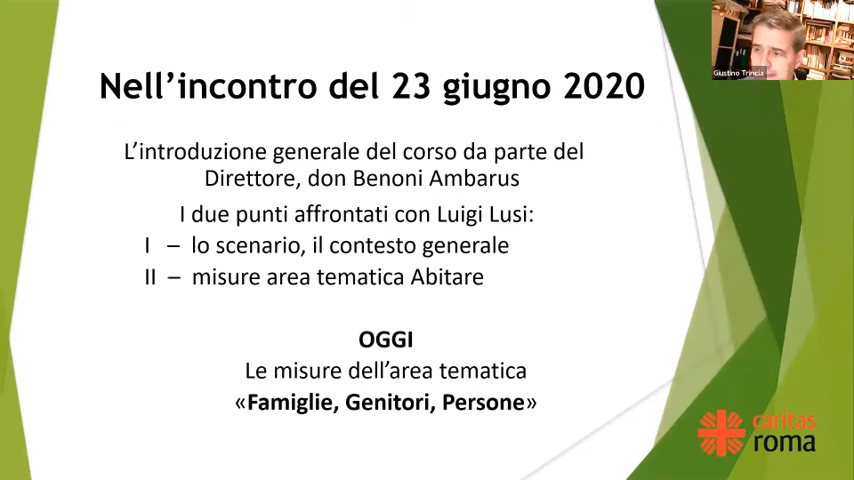 Giustino Trincia
Nell’incontro del 23 giugno 2020
L’introduzione generale del corso da parte del
Direttore, don Benoni Ambarus
I due punti affrontati con Luigi Lusi:
I – lo scenario, il contesto generale
II – misure area tematica Abitare
OGGI
Le misure dell’area tematica
«Famiglie, Genitori, Persone»
caritas
roma